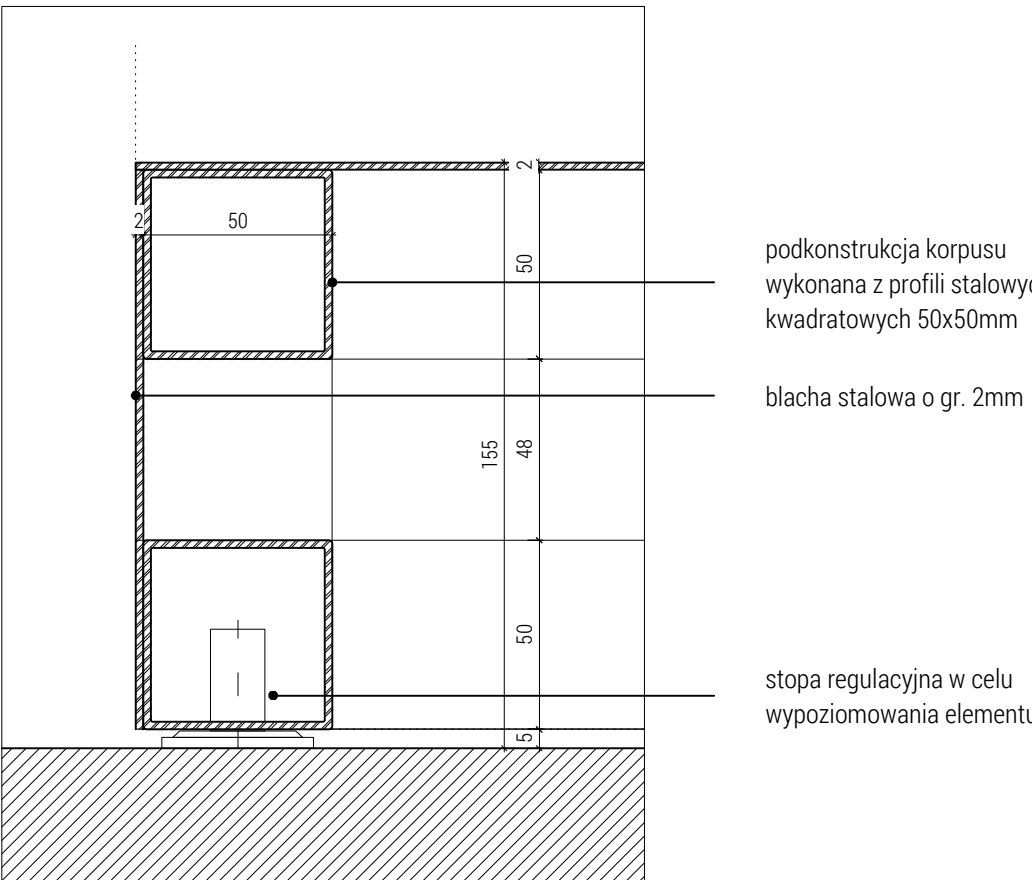 2
2
50
50
podkonstrukcja korpusu
wykonana z profili stalowyc
kwadratowych 50x50mm
blacha stalowa o gr. 2mm
155
48
50
stopa regulacyjna w celu
wypoziomowania elementu
5